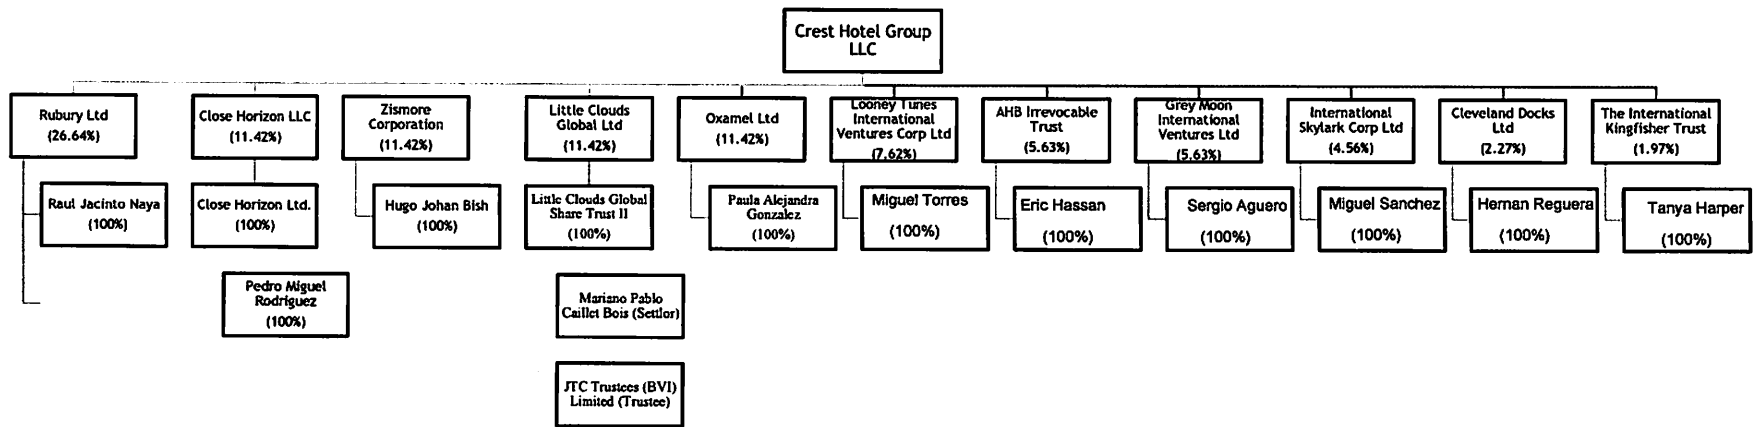 Crest Hotel Group
LLC
Rubury Ltd
(26.64%)
Close Horizon LLC
(11.42%)
Zismore
Corporation
(11.42%)
Little Clouds
Global Ltd
(11.42%)
Oxamel Ltd
(11.42%)
Looney Tunes
International
Ventures Corp Ltd
(7.62%)
AHB Irrevocable
Trust
(5.63%)
Grey Moon
International
Ventures Ltd
(5.63%)
International
Skylark Corp Ltd
(4.56%)
Cleveland Docks
Ltd
(2.27%)
The International
Kingfisher Trust
(1.97%)
Raul Jacinto Naya
(100%)
Close Horizon Ltd.
(100%)
Hugo Johan Bish
(100%)
Little Clouds Global
Share Trust II
(100%)
Paula Alejandra
Gonzalez
(100%)
Miguel Torres
(100%)
Eric Hassan
(100%)
Sergio Aguero
(100%)
Miguel Sanchez
(100%)
Hernan Reguera
(100%)
Tanya Harper
(100%)
Pedro Miguel
Rodriguez
(100%)
Mariano Pablo
Caillet Bois (Settlor)
JTC Trustees (BVI)
Limited (Trustee)